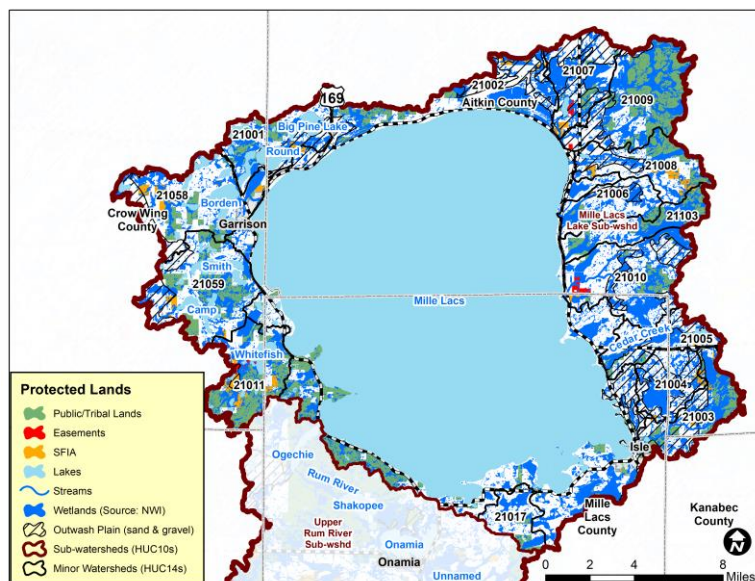 21002
21007
Aitkin County
21009
169
21001
Big Pine Lake
Round
21008
21058
21006
Crow Wing
County
Borden
Garrison
Mille Lacs
Lake Sub-wshd
21103
Smith
21059
21010
Mille Lacs
Camp
Cedar Creek
21005
Whitefish
21011
21004
21003
Isle
Protected Lands
Public/Tribal Lands
Easements
SFIA
Lakes
Streams
Wetlands (Source: NWI)
Outwash Plain (sand & gravel)
Sub-watersheds (HUC10s)
Minor Watersheds (HUC14s)
Ogechie
Rum River
Shakopee
Upper
Rum River
Sub-wshd
Onamia
Onamia
Unnamed
21017
Mille
Lacs
County
Kanabec
County
N
0 2 4 8
Miles